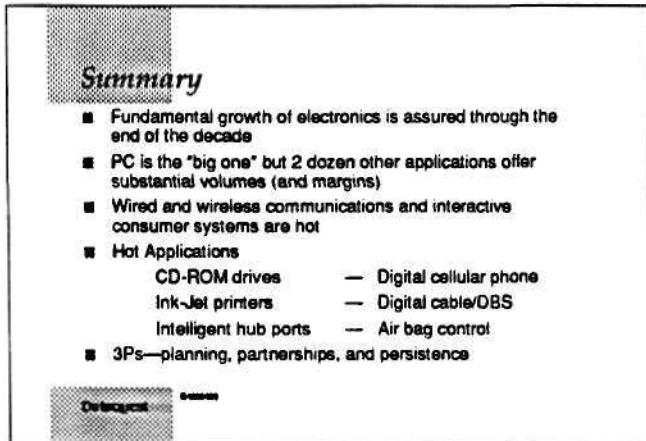 Summary
■ Fundamental growth of electronics is assured through the
end of the decade
■ PC is the "big one" but 2 dozen other applications offer
substantial volumes (and margins)
■ Wired and wireless communications and interactive
consumer systems are hot
■ Hot Applications
CD-ROM drives — Digital cellular phone
Ink-Jet printers — Digital cable/DBS
Intelligent hub ports — Air bag control
■ 3Ps—planning, partnerships, and persistence
Dataquest